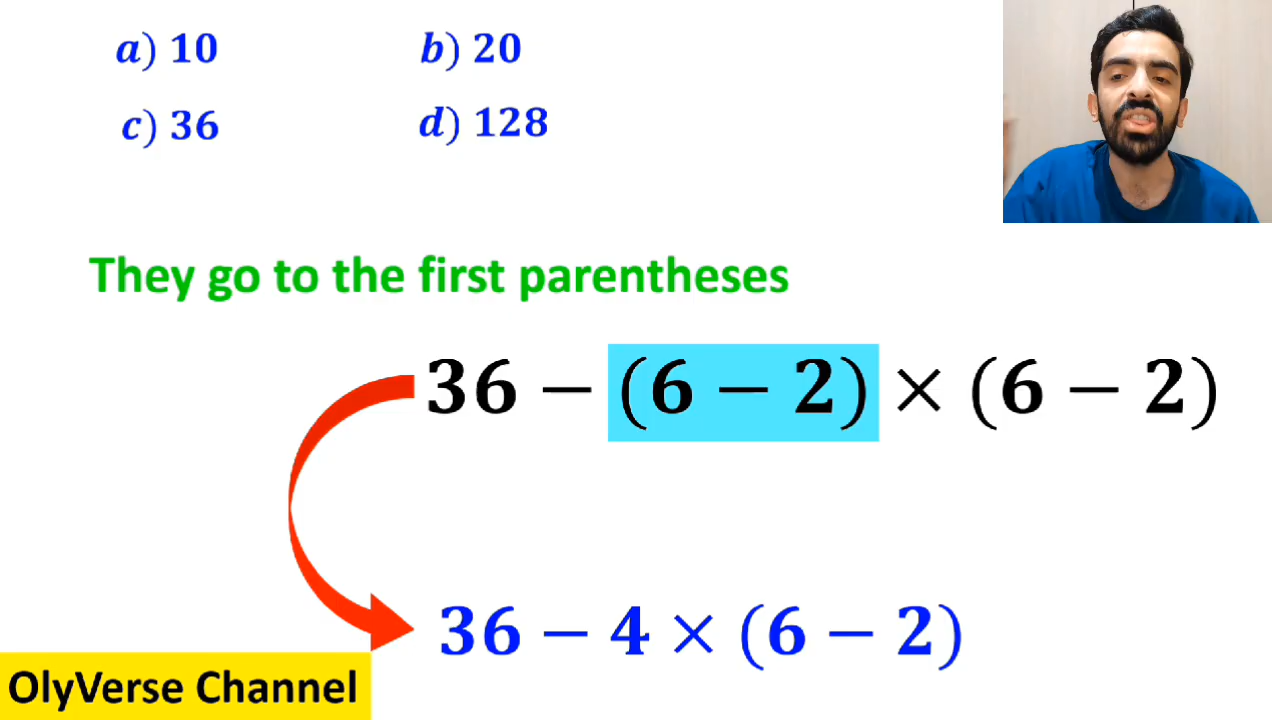 a) 10 b) 20
c) 36 d) 128
They go to the first parentheses
36 − (6 − 2) × (6 − 2)
36 − 4 × (6 − 2)
OlyVerse Channel